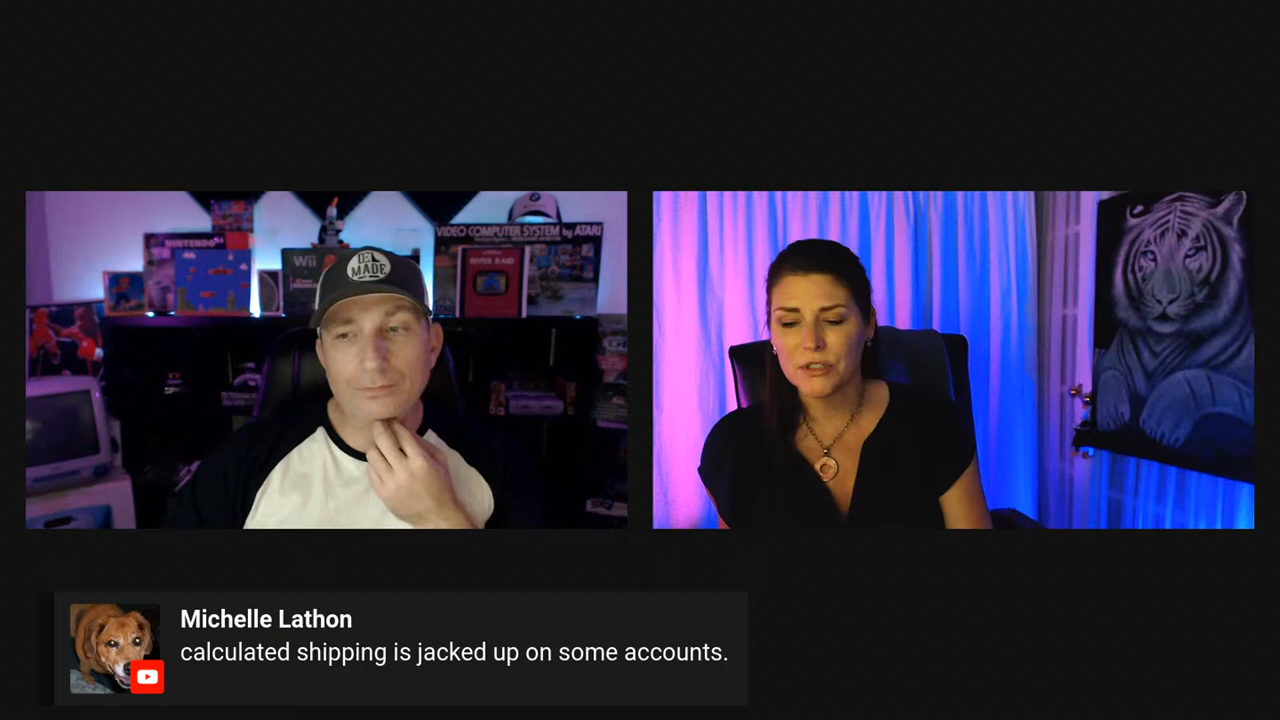 VIDEO COMPUTER SYSTEM by ATARI
NINTENDO
Wii
RIVER RAID
MADE
Michelle Lathon
calculated shipping is jacked up on some accounts.